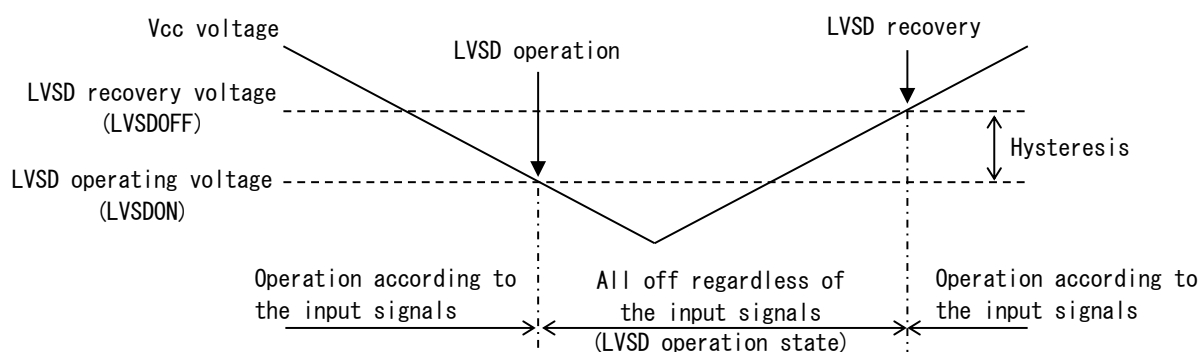 Vcc voltage
LVSD recovery
LVSD operation
LVSD recovery voltage
(LVSDOFF)
Hysteresis
LVSD operating voltage
(LVSDON)
Operation according to
the input signals
All off regardless of
the input signals
(LVSD operation state)
Operation according to
the input signals